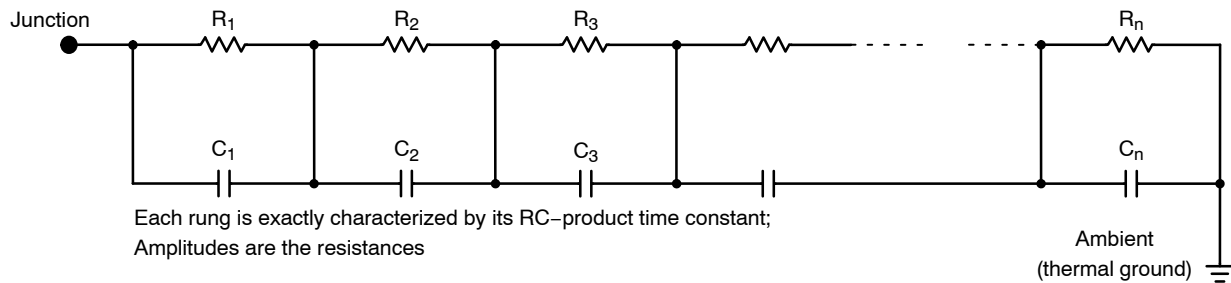 Junction
R1
R2
R3
Rn
C1
C2
C3
Cn
Each rung is exactly characterized by its RC−product time constant;
Amplitudes are the resistances
Ambient
(thermal ground)